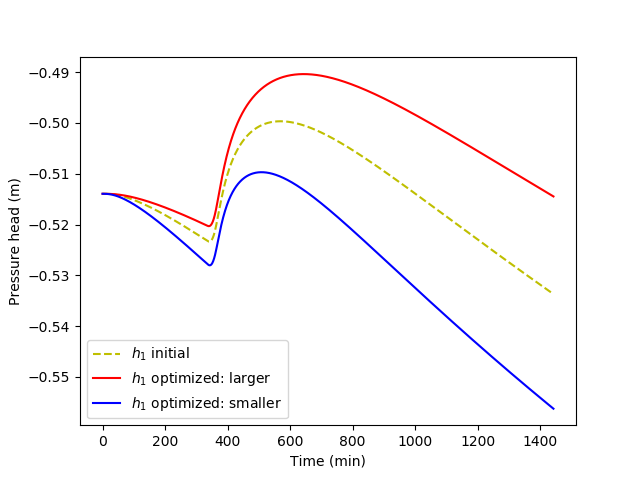 −0.49
−0.50
−0.51
−0.52
−0.53
−0.54
−0.55
Pressure head (m)
h₁ initial
h₁ optimized: larger
h₁ optimized: smaller
0 200 400 600 800 1000 1200 1400
Time (min)